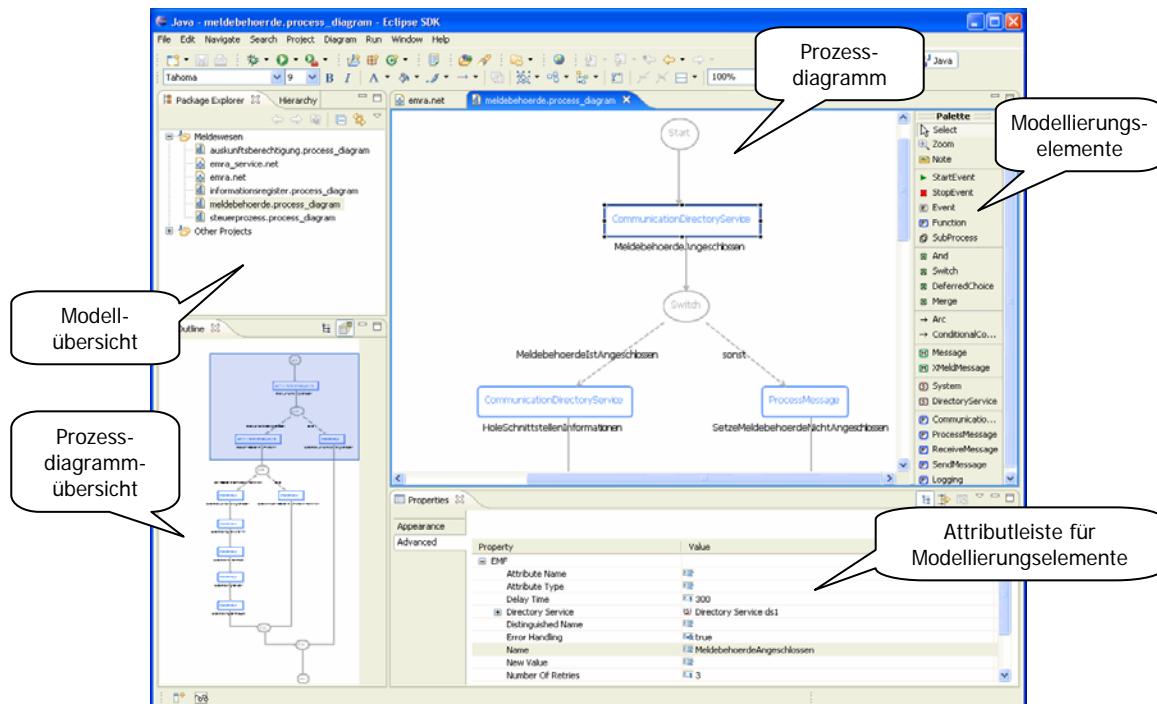 Java - meldebehoerde.process_diagram - Eclipse SDK
File Edit Navigate Search Project Diagram Run Window Help
Java
Tahoma 9 B I A 100%
Package Explorer Hierarchy
Meldewesen
auskunftsberechtigung.process_diagram
emra_service.net
emra.net
informationsregister.process_diagram
meldebehoerde.process_diagram
steuerprozess.process_diagram
Other Projects
emra.net meldebehoerde.process_diagram
Start
CommunicationDirectoryService
MeldebehoerdeAngeschlossen
Switch
MeldebehoerdeIstAngeschlossen sonst
CommunicationDirectoryService
HoleSchnittstellenInformationen
ProcessMessage
SetzeMeldebehoerdeNichtAngeschlossen
Palette
Select
Zoom
Note
StartEvent
StopEvent
Event
Function
SubProcess
And
Switch
DeferredChoice
Merge
Arc
ConditionalCo...
Message
XMeldMessage
System
DirectoryService
Communicatio...
ProcessMessage
ReceiveMessage
SendMessage
Logging
Prozess-
diagramm
Modellierungs-
elemente
Modell-
übersicht
utline
Prozess-
diagramm-
übersicht
Properties
Appearance
Advanced
Property Value
EMF
Attribute Name
Attribute Type
Delay Time 300
Directory Service Directory Service ds1
Distinguished Name
Error Handling true
Name MeldebehoerdeAngeschlossen
New Value
Number Of Retries 3
Attributleiste für
Modellierungselemente